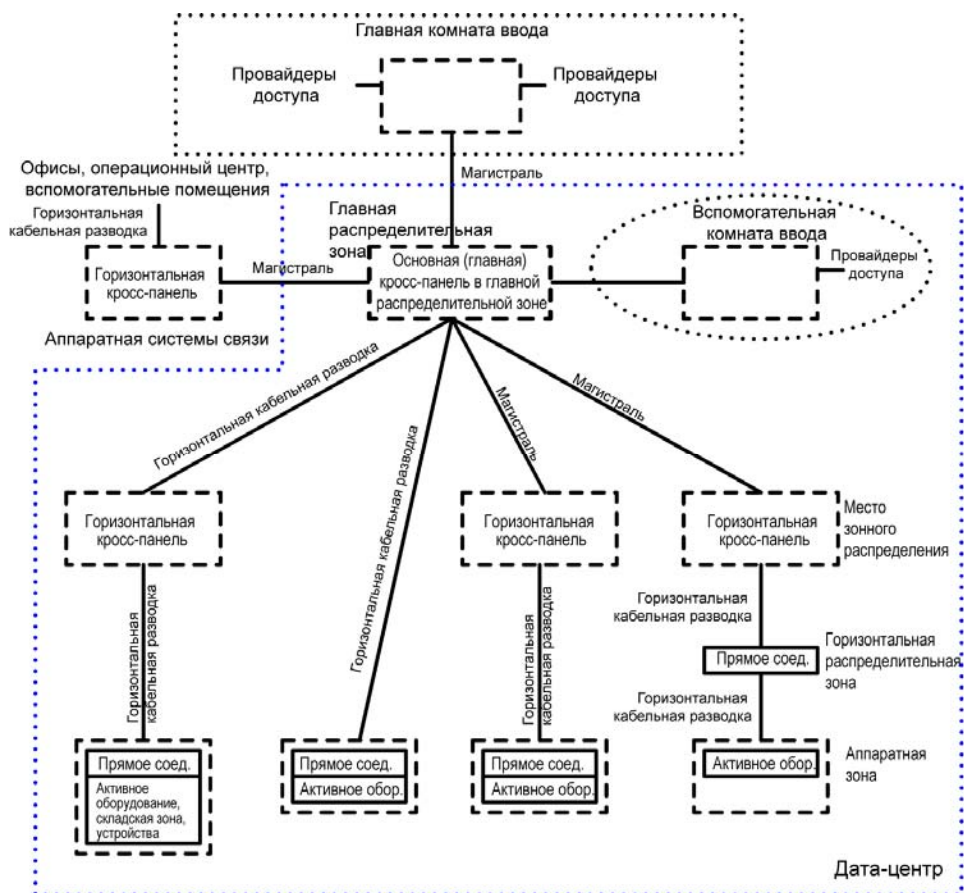 Главная комната ввода
Провайдеры
доступа
Провайдеры
доступа
Магистраль
Офисы, операционный центр,
вспомогательные помещения
Горизонтальная
кабельная разводка
Главная
распределительная
зона
Вспомогательная
комната ввода
Провайдеры
доступа
Горизонтальная
кросс-панель
Магистраль
Основная (главная)
кросс-панель в главной
распределительной зоне
Аппаратная системы связи
Горизонтальная кабельная разводка
Горизонтальная кабельная разводка
Магистраль
Магистраль
Горизонтальная
кросс-панель
Горизонтальная
кросс-панель
Горизонтальная
кросс-панель
Место
зонного
распределения
Горизонтальная
кабельная разводка
Горизонтальная
кабельная разводка
Горизонтальная
кабельная разводка
Прямое соед.
Горизонтальная
распределительная
зона
Горизонтальная
кабельная разводка
Прямое соед.
Активное
оборудование,
складская зона,
устройства
Прямое соед.
Активное обор.
Прямое соед.
Активное обор.
Активное обор.
Аппаратная
зона
Дата-центр